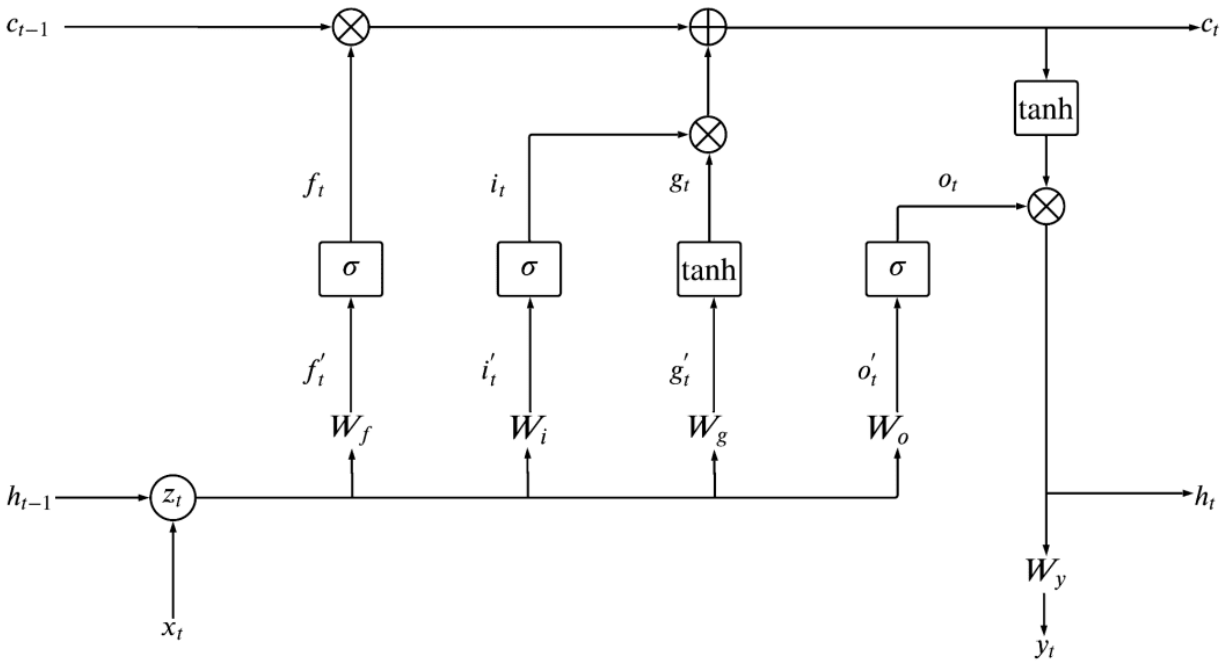 c_{t-1} c_t
tanh
f_t i_t g_t o_t
σ σ tanh σ
f'_t i'_t g'_t o'_t
W_f W_i W_g W_o
h_{t-1} z_t h_t
W_y
x_t
y_t